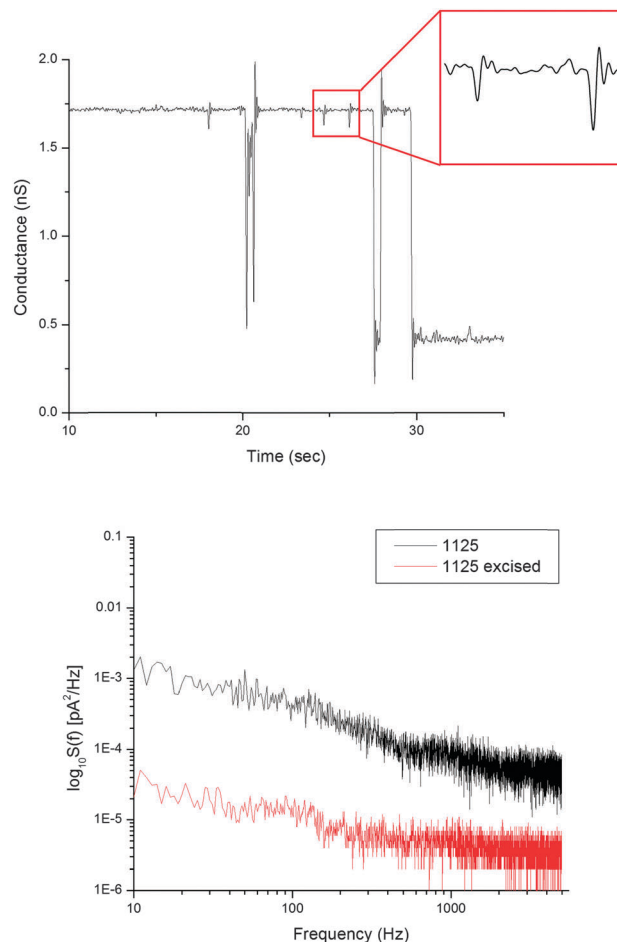 2.0
1.5
1.0
0.5
0.0
Conductance (nS)
10
20
30
Time (sec)
1125
1125 excised
0.1
0.01
1E-3
1E-4
1E-5
1E-6
log₁₀S(f) [pA²/Hz]
10
100
1000
Frequency (Hz)